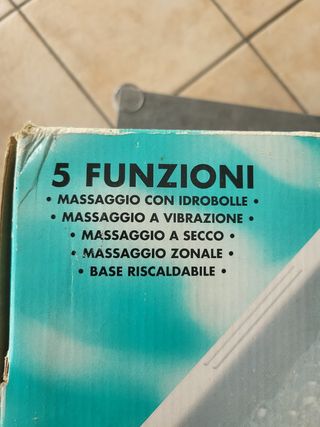 5 FUNZIONI
• MASSAGGIO CON IDROBOLLE •
• MASSAGGIO A VIBRAZIONE •
• MASSAGGIO A SECCO •
• MASSAGGIO ZONALE •
• BASE RISCALDABILE •